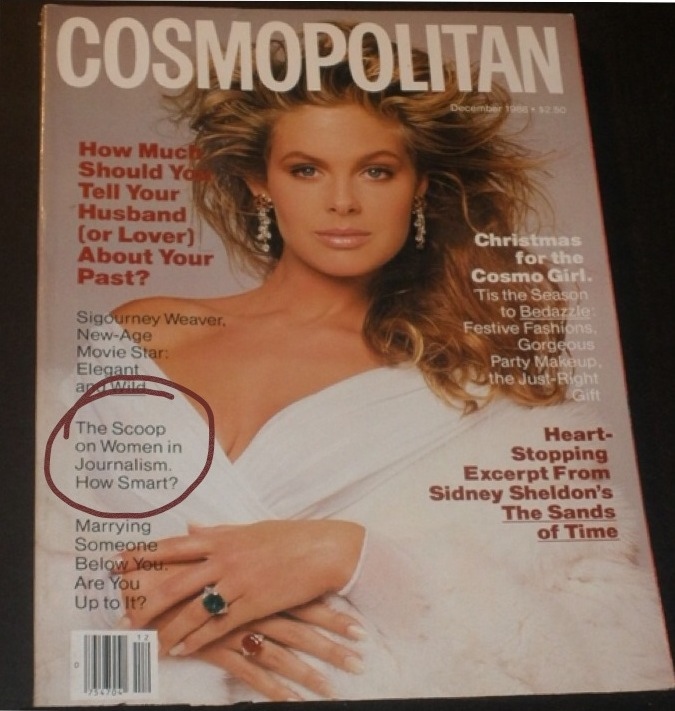 COSMOPOLITAN
December 1988 • $2.50
How Much
Should You
Tell Your
Husband
(or Lover)
About Your
Past?
Sigourney Weaver,
New-Age
Movie Star:
Elegant
and Wild
The Scoop
on Women in
Journalism.
How Smart?
Marrying
Someone
Below You.
Are You
Up to It?
Christmas
for the
Cosmo Girl.
'Tis the Season
to Bedazzle:
Festive Fashions,
Gorgeous
Party Makeup,
the Just-Right
Gift
Heart-
Stopping
Excerpt From
Sidney Sheldon's
The Sands
of Time
12
0
754704